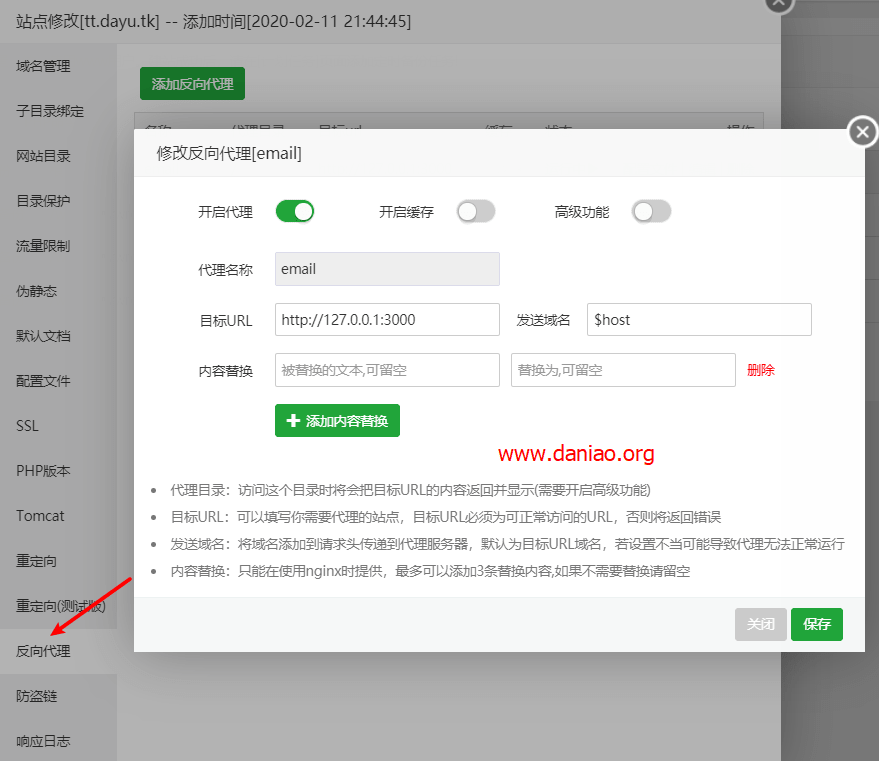 站点修改[tt.dayu.tk] -- 添加时间[2020-02-11 21:44:45]
域名管理
子目录绑定
网站目录
目录保护
流量限制
伪静态
默认文档
配置文件
SSL
PHP版本
Tomcat
重定向
重定向(测试版)
反向代理
防盗链
响应日志
添加反向代理
修改反向代理[email]
开启代理 开启缓存 高级功能
代理名称 email
目标URL http://127.0.0.1:3000 发送域名 $host
内容替换 被替换的文本,可留空 替换为,可留空 删除
添加内容替换
www.daniao.org
代理目录：访问这个目录时将会把目标URL的内容返回并显示(需要开启高级功能)
目标URL：可以填写你需要代理的站点，目标URL必须为可正常访问的URL，否则将返回错误
发送域名：将域名添加到请求头传递到代理服务器，默认为目标URL域名，若设置不当可能导致代理无法正常运行
内容替换：只能在使用nginx时提供，最多可以添加3条替换内容,如果不需要替换请留空
关闭 保存